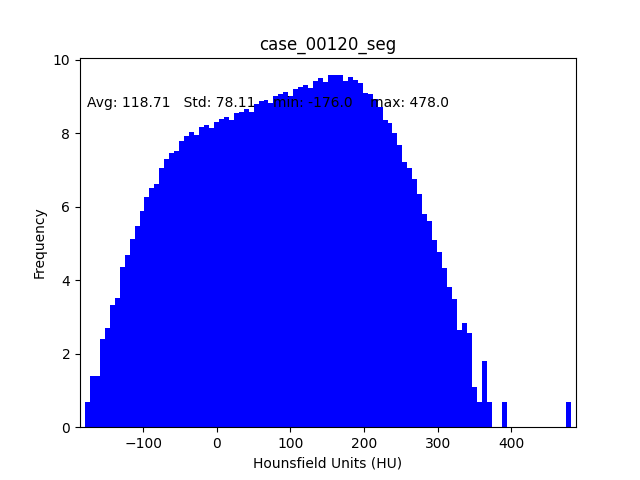 case_00120_seg
Avg: 118.71 Std: 78.11 min: -176.0 max: 478.0
10
8
6
4
2
0
Frequency
−100 0 100 200 300 400
Hounsfield Units (HU)